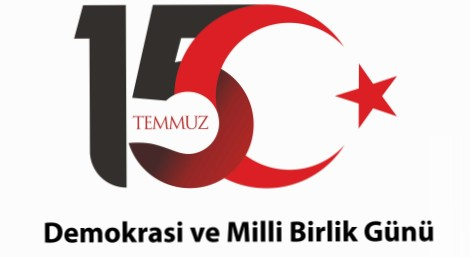 15
TEMMUZ
Demokrasi ve Milli Birlik Günü